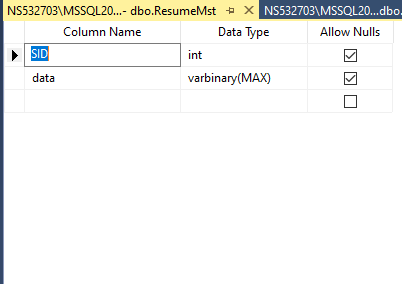 NS532703\MSSQL20...- dbo.ResumeMst
NS532703\MSSQL20...dbo.
Column Name Data Type Allow Nulls
SID int
data varbinary(MAX)